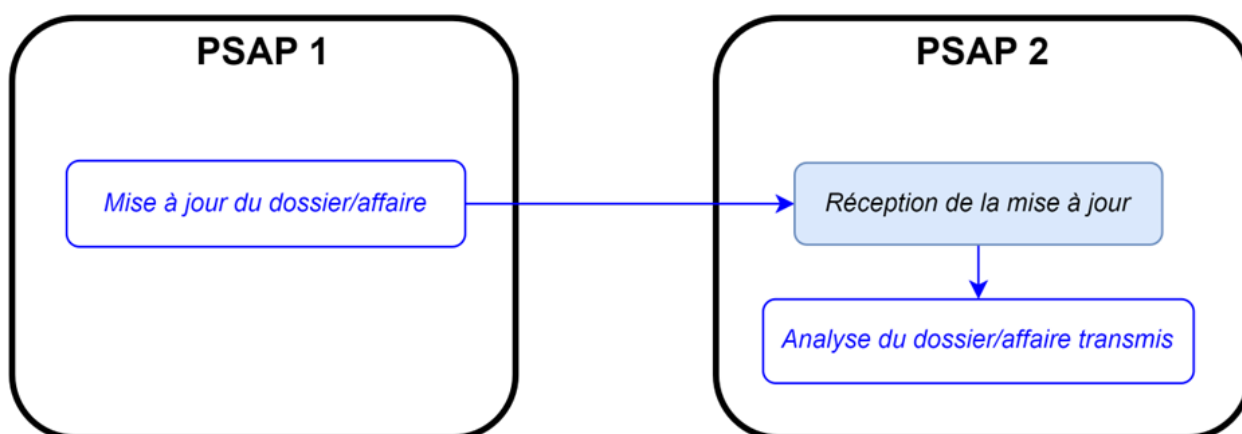 PSAP 1
PSAP 2
Mise à jour du dossier/affaire
Réception de la mise à jour
Analyse du dossier/affaire transmis